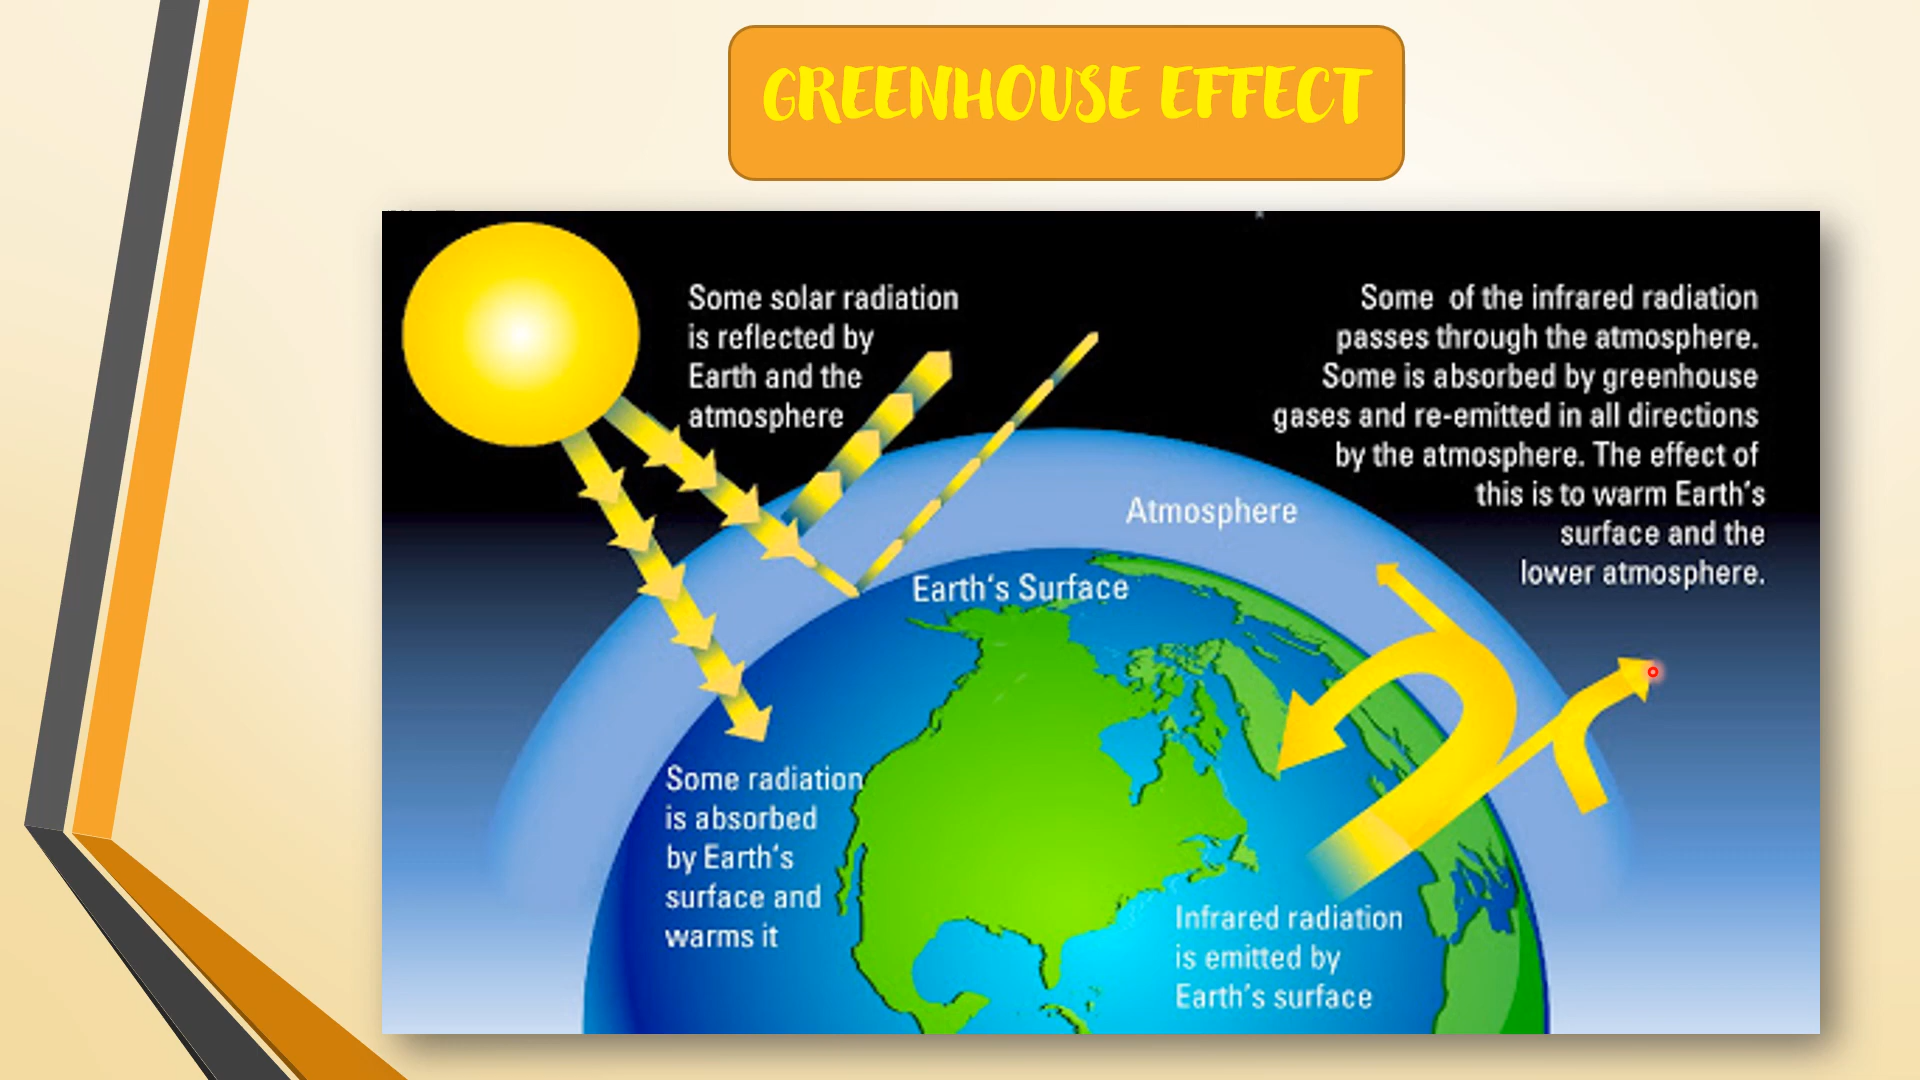 GREENHOUSE EFFECT
Some solar radiation
is reflected by
Earth and the
atmosphere
Some of the infrared radiation
passes through the atmosphere.
Some is absorbed by greenhouse
gases and re-emitted in all directions
by the atmosphere. The effect of
this is to warm Earth's
surface and the
lower atmosphere.
Atmosphere
Earth's Surface
Some radiation
is absorbed
by Earth's
surface and
warms it
Infrared radiation
is emitted by
Earth's surface